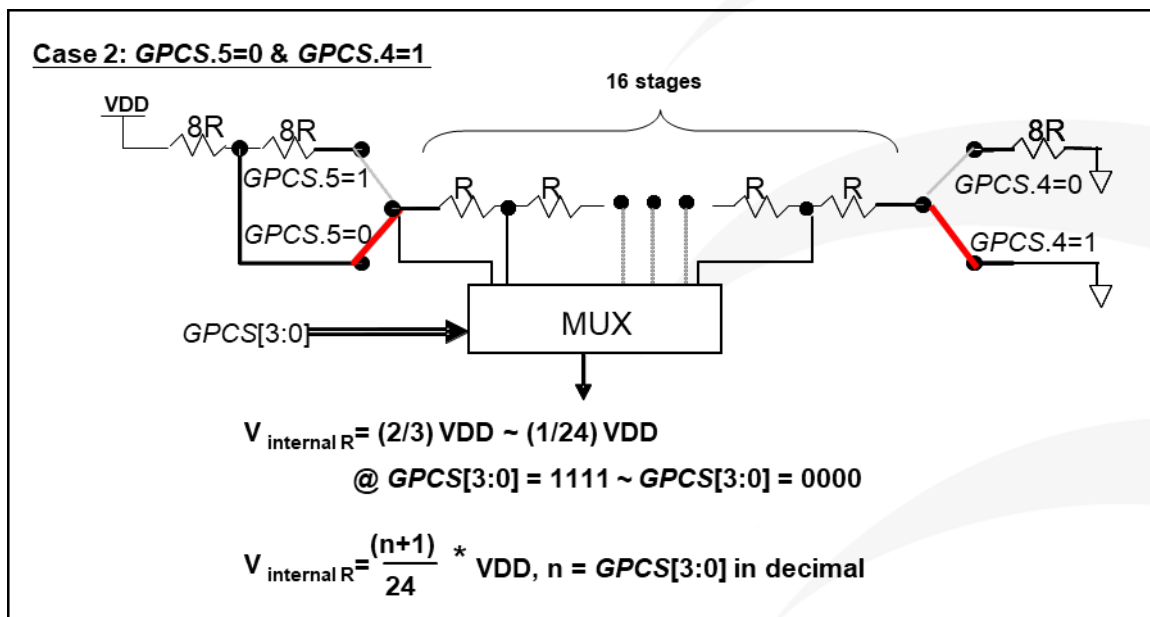 Case 2: GPCS.5=0 & GPCS.4=1
16 stages
VDD
8R 8R 8R
GPCS.5=1 R R R R GPCS.4=0
GPCS.5=0 GPCS.4=1
MUX
GPCS[3:0]
V internal R= (2/3) VDD ~ (1/24) VDD
@ GPCS[3:0] = 1111 ~ GPCS[3:0] = 0000
V internal R= (n+1)/24 * VDD, n = GPCS[3:0] in decimal